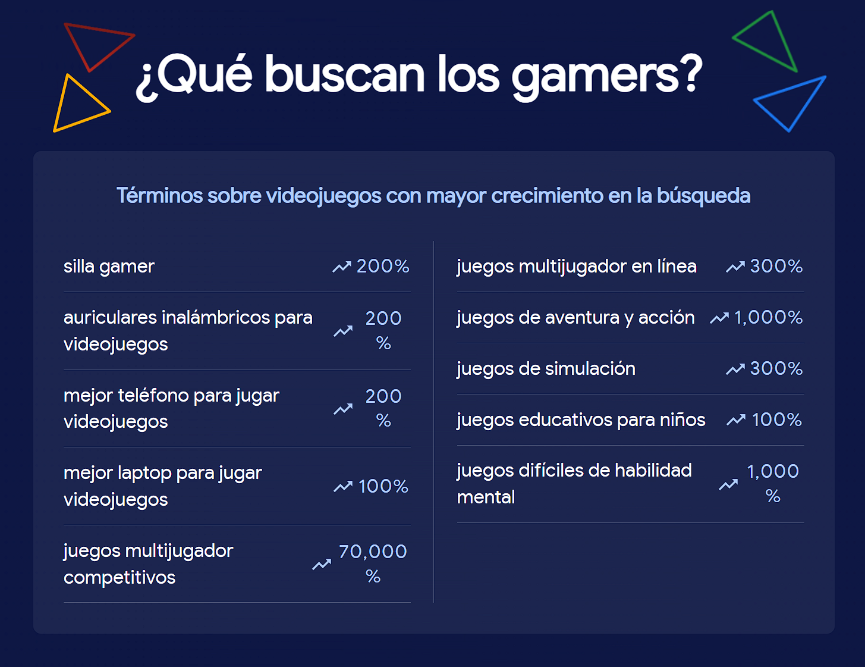 ¿Qué buscan los gamers?
Términos sobre videojuegos con mayor crecimiento en la búsqueda
silla gamer 200%
auriculares inalámbricos para
videojuegos
200
%
mejor teléfono para jugar
videojuegos
200
%
mejor laptop para jugar
videojuegos
100%
juegos multijugador
competitivos
70,000
%
juegos multijugador en línea 300%
juegos de aventura y acción 1,000%
juegos de simulación 300%
juegos educativos para niños 100%
juegos difíciles de habilidad
mental
1,000
%